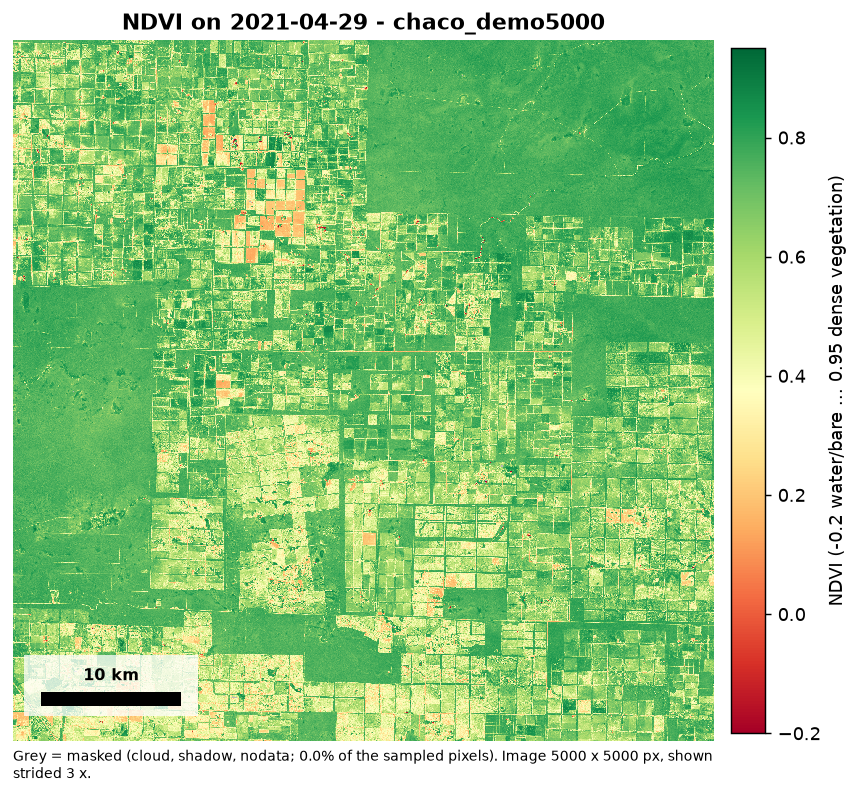 NDVI on 2021-04-29 - chaco_demo5000
0.8
0.6
0.4
0.2
0.0
−0.2
NDVI (-0.2 water/bare ... 0.95 dense vegetation)
10 km
Grey = masked (cloud, shadow, nodata; 0.0% of the sampled pixels). Image 5000 x 5000 px, shown
strided 3 x.